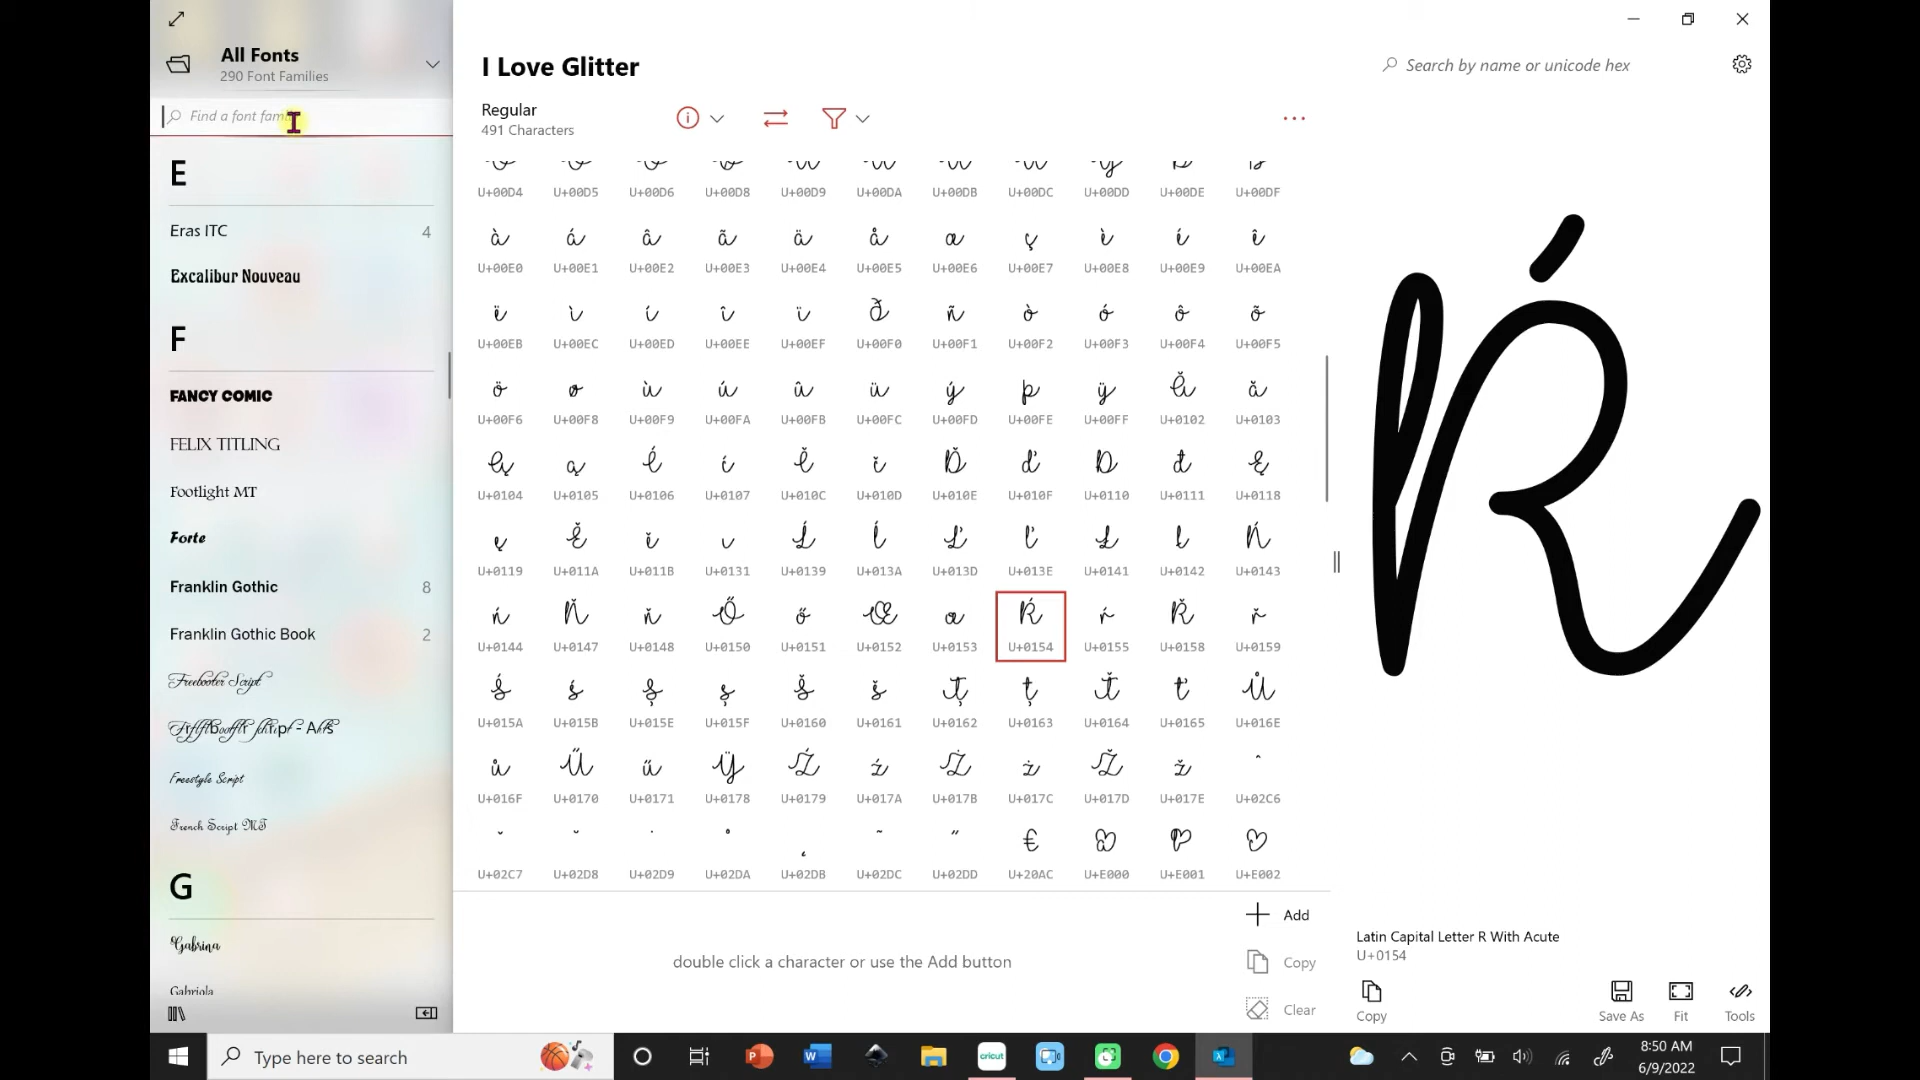 All Fonts
290 Font Families
Find a font fam
E
Eras ITC 4
Excalibur Nouveau
F
FANCY COMIC
FELIX TITLING
Footlight MT
Forte
Franklin Gothic 8
Franklin Gothic Book 2
Freebooter Script
Freestyle Script
French Script MT
G
Gabrina
Gabriola
I Love Glitter
Search by name or unicode hex
Regular
491 Characters
U+00D4 U+00D5 U+00D6 U+00D8 U+00D9 U+00DA U+00DB U+00DC U+00DD U+00DE U+00DF
à á â ã ä å æ ç è é ê
U+00E0 U+00E1 U+00E2 U+00E3 U+00E4 U+00E5 U+00E6 U+00E7 U+00E8 U+00E9 U+00EA
ë ì í î ï ð ñ ò ó ô õ
U+00EB U+00EC U+00ED U+00EE U+00EF U+00F0 U+00F1 U+00F2 U+00F3 U+00F4 U+00F5
ö ø ù ú û ü ý þ ÿ Ă ă
U+00F6 U+00F8 U+00F9 U+00FA U+00FB U+00FC U+00FD U+00FE U+00FF U+0102 U+0103
Ą ą Ć ć Č č Ď ď Đ đ Ę
U+0104 U+0105 U+0106 U+0107 U+010C U+010D U+010E U+010F U+0110 U+0111 U+0118
ę Ě ě ı Ĺ ĺ Ľ ľ Ł ł Ń
U+0119 U+011A U+011B U+0131 U+0139 U+013A U+013D U+013E U+0141 U+0142 U+0143
ń Ň ň Ő ő Œ œ Ŕ ŕ Ř ř
U+0144 U+0147 U+0148 U+0150 U+0151 U+0152 U+0153 U+0154 U+0155 U+0158 U+0159
Ś ś Ş ş Š š Ţ ţ Ť ť Ů
U+015A U+015B U+015E U+015F U+0160 U+0161 U+0162 U+0163 U+0164 U+0165 U+016E
ů Ű ű Ÿ Ź ź Ż ż Ž ž ˆ
U+016F U+0170 U+0171 U+0178 U+0179 U+017A U+017B U+017C U+017D U+017E U+02C6
ˇ ˘ ˙ ˚ ˛ ˜ ˝ €
U+02C7 U+02D8 U+02D9 U+02DA U+02DB U+02DC U+02DD U+20AC U+E000 U+E001 U+E002
double click a character or use the Add button
Add
Copy
Clear
Ŕ
Latin Capital Letter R With Acute
U+0154
Copy
Save As
Fit
Tools
Type here to search
cricut
8:50 AM
6/9/2022